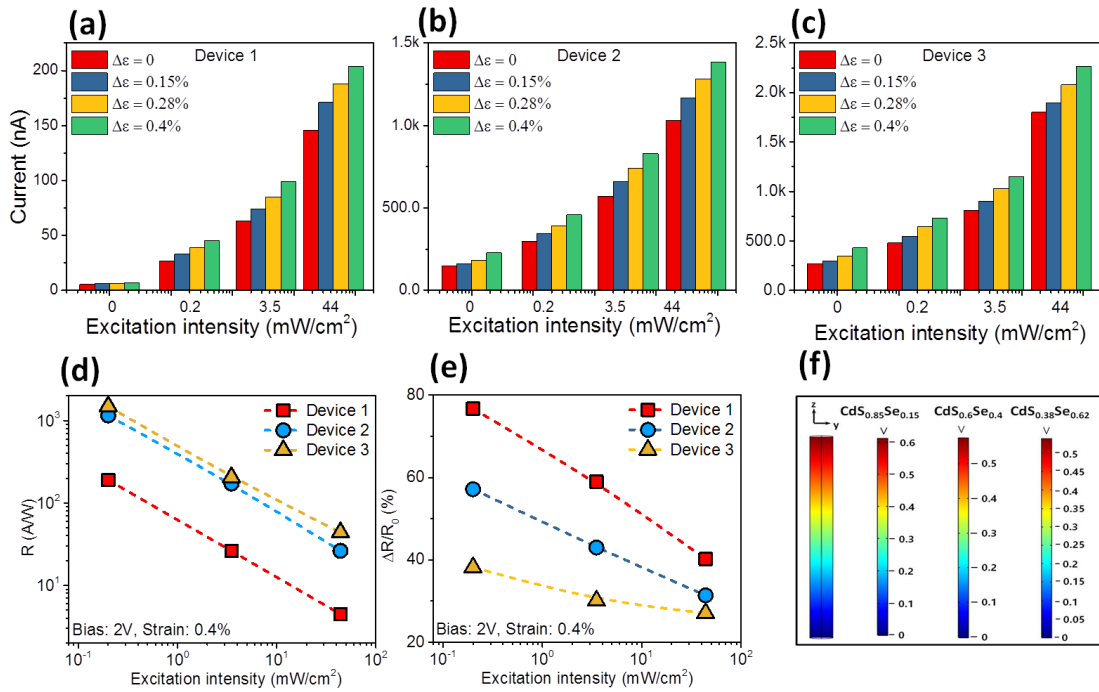 (a)
Device 1
Δε = 0
Δε = 0.15%
Δε = 0.28%
Δε = 0.4%
200
150
100
50
0
Current (nA)
0 0.2 3.5 44
Excitation intensity (mW/cm²)
(b)
Device 2
Δε = 0
Δε = 0.15%
Δε = 0.28%
Δε = 0.4%
1.5k
1.0k
500.0
0.0
0 0.2 3.5 44
Excitation intensity (mW/cm²)
(c)
Device 3
Δε = 0
Δε = 0.15%
Δε = 0.28%
Δε = 0.4%
2.5k
2.0k
1.5k
1.0k
500.0
0.0
0 0.2 3.5 44
Excitation intensity (mW/cm²)
(d)
Device 1
Device 2
Device 3
10³
10²
10¹
R (A/W)
Bias: 2V, Strain: 0.4%
10⁻¹ 10⁰ 10¹ 10²
Excitation intensity (mW/cm²)
(e)
Device 1
Device 2
Device 3
80
60
40
20
ΔR/R₀ (%)
Bias: 2V, Strain: 0.4%
10⁻¹ 10⁰ 10¹ 10²
Excitation intensity (mW/cm²)
(f)
z
y
CdS₀.₈₅Se₀.₁₅
V
0.6
0.5
0.4
0.3
0.2
0.1
0
CdS₀.₆Se₀.₄
V
0.5
0.4
0.3
0.2
0.1
0
CdS₀.₃₈Se₀.₆₂
V
0.5
0.45
0.4
0.35
0.3
0.25
0.2
0.15
0.1
0.05
0